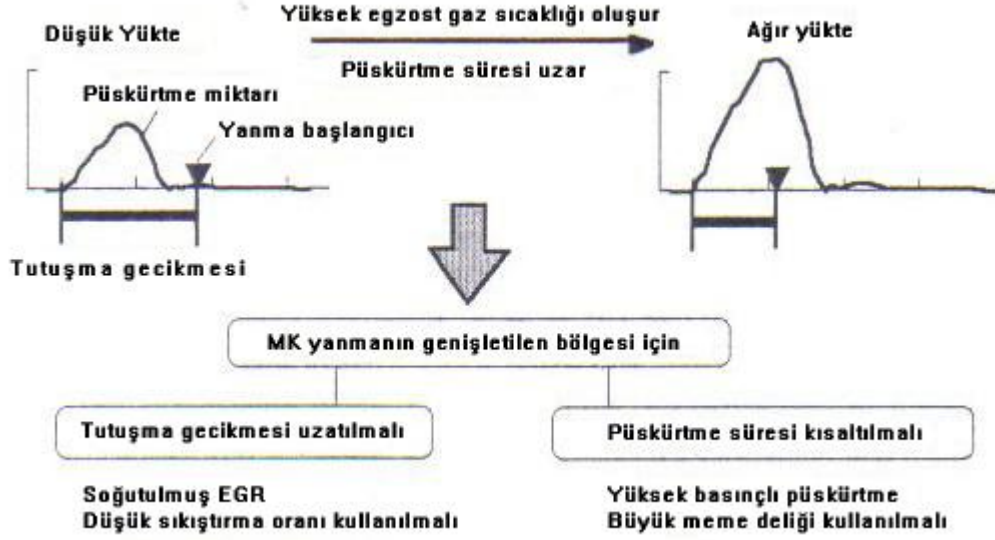 Yüksek egzost gaz sıcaklığı oluşur
Düşük Yükte
Ağır yükte
Püskürtme süresi uzar
Püskürtme miktarı
Yanma başlangıcı
Tutuşma gecikmesi
MK yanmanın genişletilen bölgesi için
Tutuşma gecikmesi uzatılmalı
Püskürtme süresi kısaltılmalı
Soğutulmuş EGR
Düşük sıkıştırma oranı kullanılmalı
Yüksek basınçlı püskürtme
Büyük meme deliği kullanılmalı